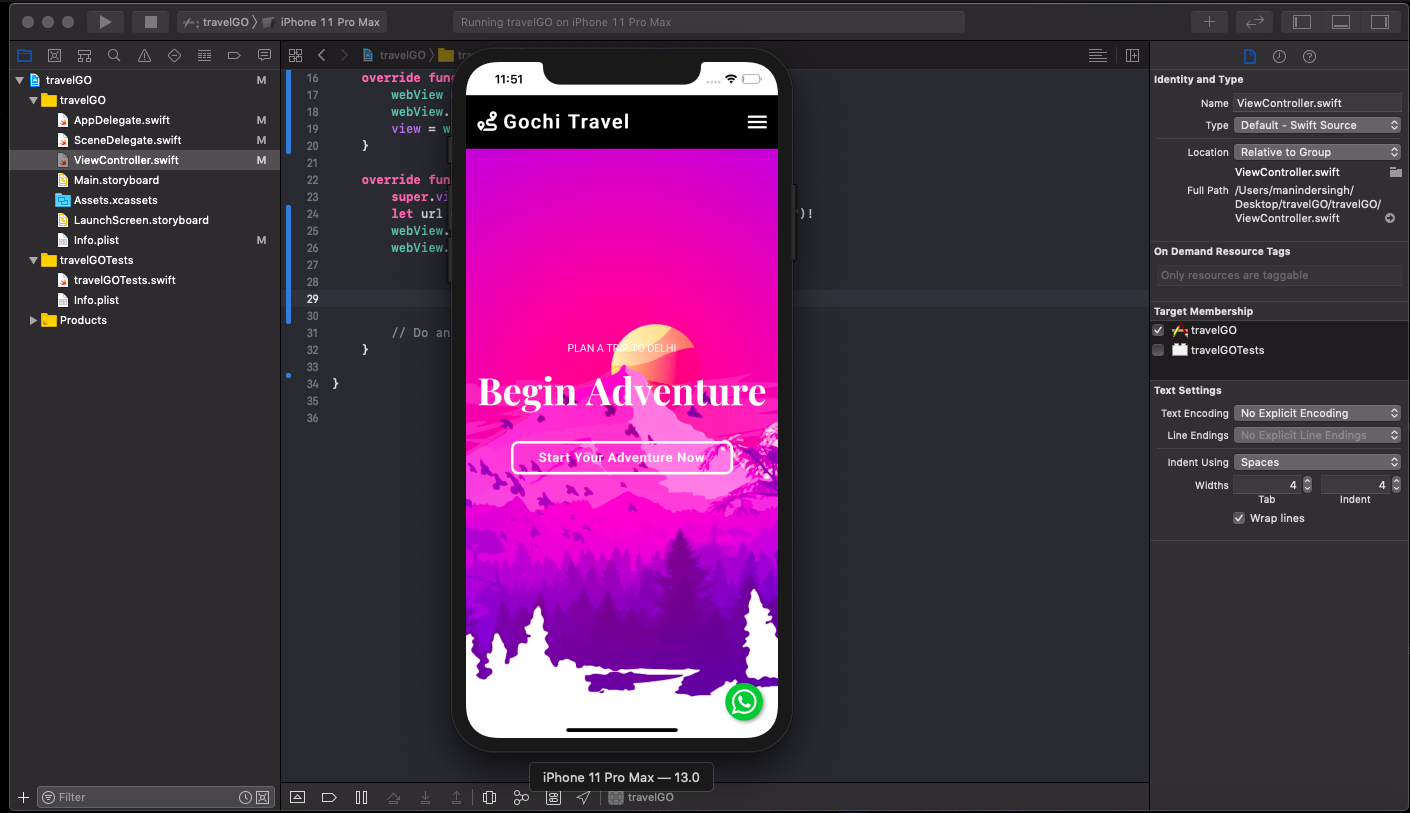 travelGO
iPhone 11 Pro Max
Running travelGO on iPhone 11 Pro Max
travelGO M
travelGO
AppDelegate.swift M
SceneDelegate.swift M
ViewController.swift M
Main.storyboard
Assets.xcassets
LaunchScreen.storyboard
Info.plist M
travelGOTests
travelGOTests.swift
Info.plist
Products
Filter
travelGO
16 override fun
17 webView
18 webView.
19 view = w
20 }
21
22 override fun
23 super.vi
24 let url )!
25 webView.
26 webView.
27
28
29
30
31 // Do an
32 }
33
34 }
35
36
11:51
Gochi Travel
PLAN A TRIP TO DELHI
Begin Adventure
Start Your Adventure Now
iPhone 11 Pro Max — 13.0
travelGO
Identity and Type
Name ViewController.swift
Type Default - Swift Source
Location Relative to Group
ViewController.swift
Full Path /Users/manindersingh/
Desktop/travelGO/travelGO/
ViewController.swift
On Demand Resource Tags
Only resources are taggable
Target Membership
travelGO
travelGOTests
Text Settings
Text Encoding No Explicit Encoding
Line Endings No Explicit Line Endings
Indent Using Spaces
Widths 4 4
Tab Indent
Wrap lines